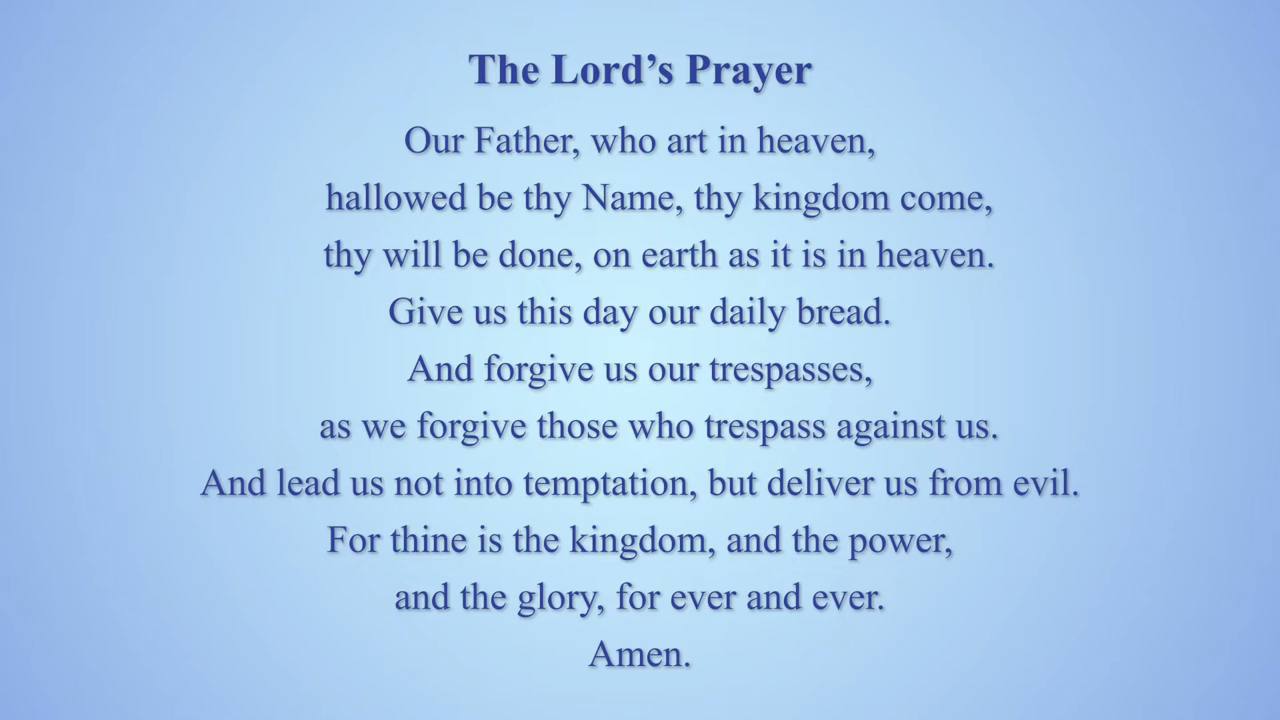 The Lord’s Prayer
Our Father, who art in heaven,
hallowed be thy Name, thy kingdom come,
thy will be done, on earth as it is in heaven.
Give us this day our daily bread.
And forgive us our trespasses,
as we forgive those who trespass against us.
And lead us not into temptation, but deliver us from evil.
For thine is the kingdom, and the power,
and the glory, for ever and ever.
Amen.